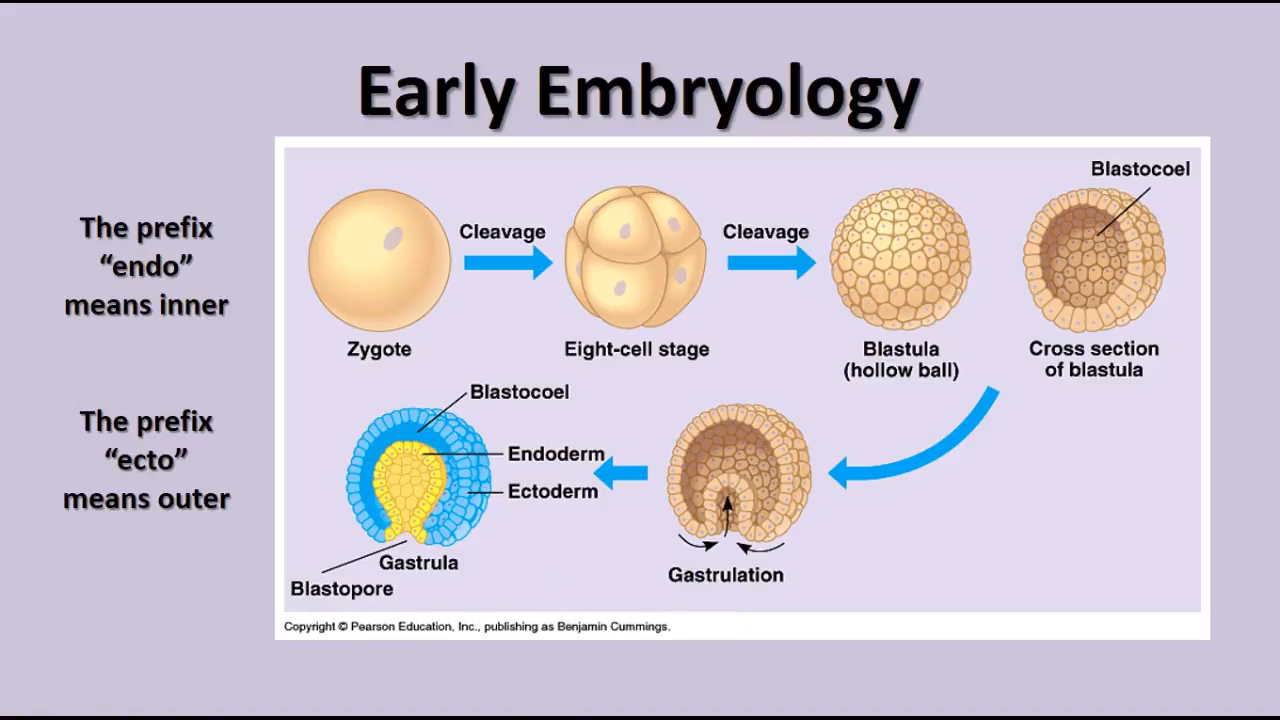 Early Embryology
The prefix
“endo”
means inner
The prefix
“ecto”
means outer
Blastocoel
Cleavage
Cleavage
Zygote
Eight-cell stage
Blastula
(hollow ball)
Cross section
of blastula
Blastocoel
Endoderm
Ectoderm
Gastrula
Blastopore
Gastrulation
Copyright © Pearson Education, Inc., publishing as Benjamin Cummings.